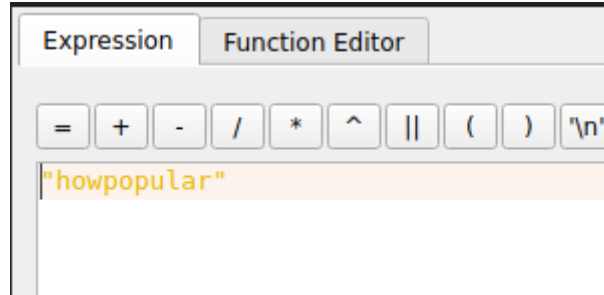 Expression Function Editor
= + - / * ^ || ( ) '\n'
"howpopular"